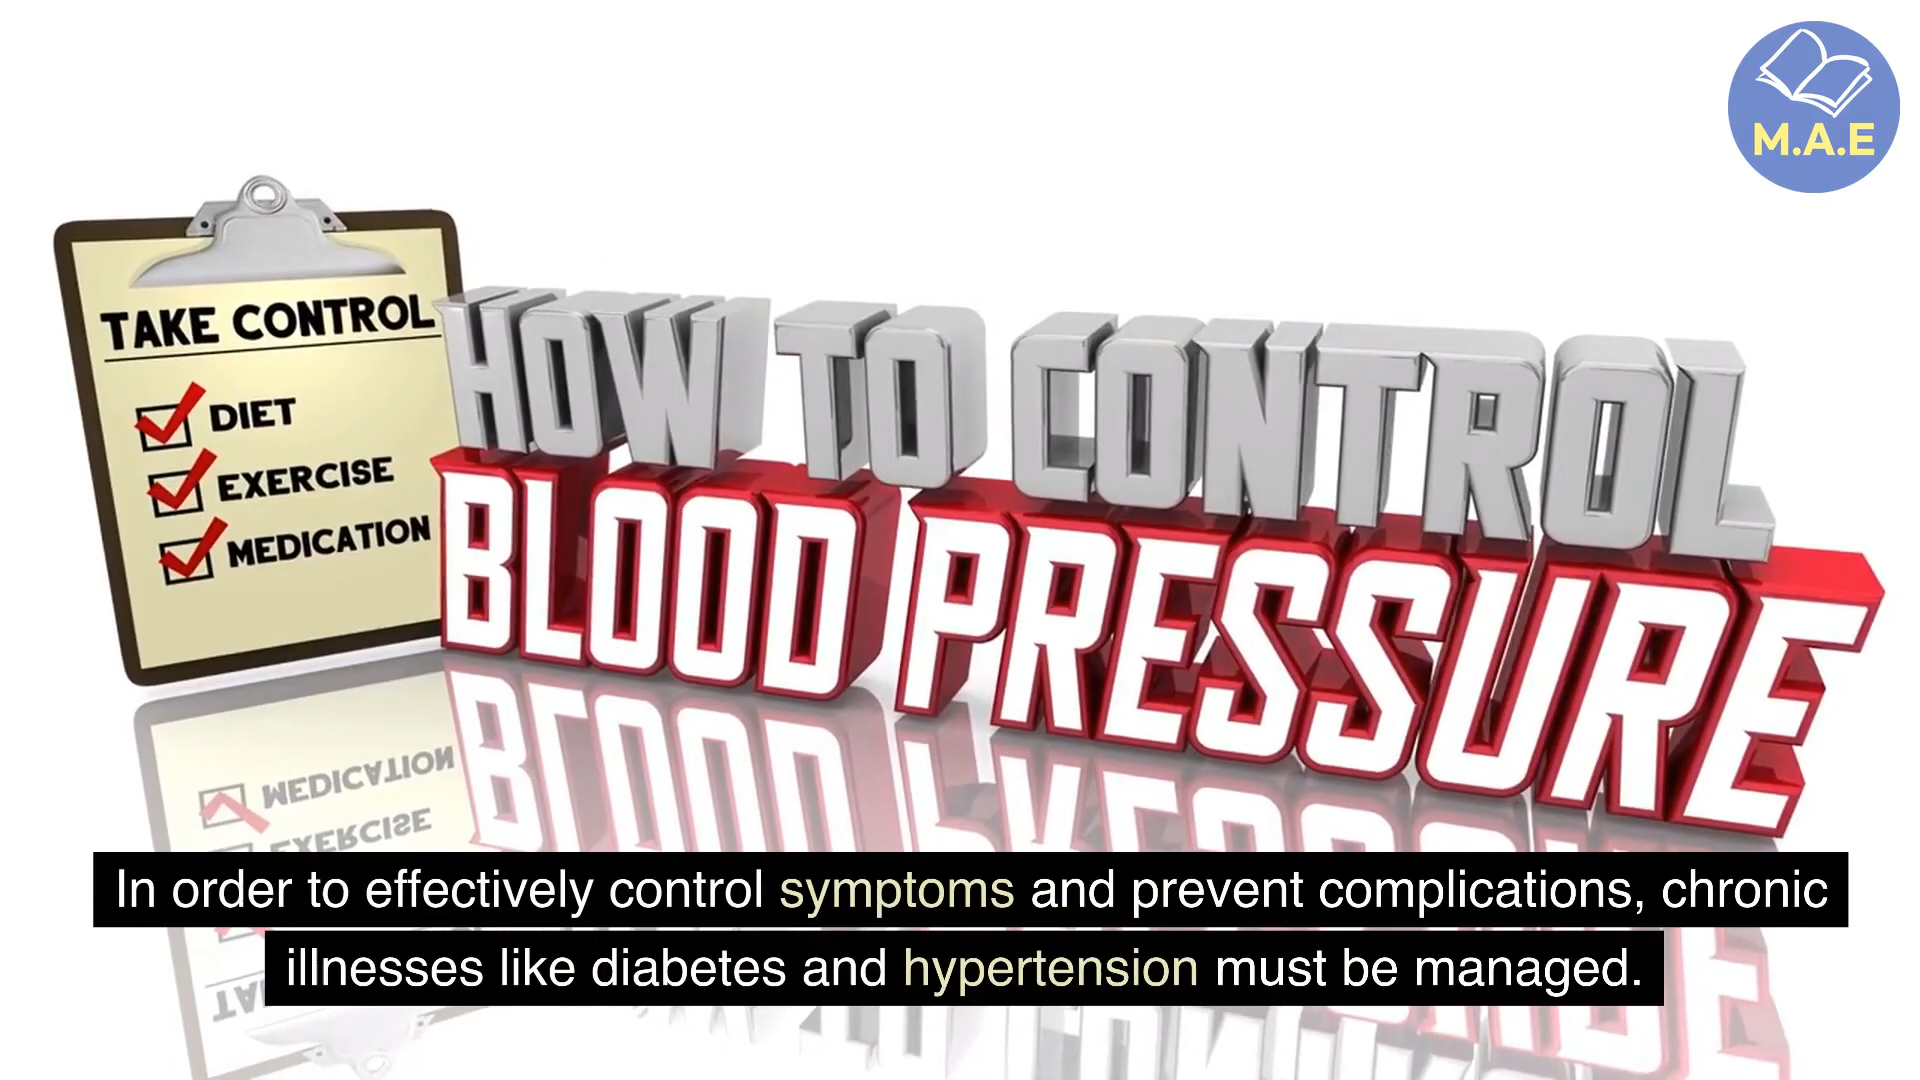 M.A.E
TAKE CONTROL
DIET
EXERCISE
MEDICATION
HOW TO CONTROL
BLOOD PRESSURE
In order to effectively control symptoms and prevent complications, chronic
illnesses like diabetes and hypertension must be managed.